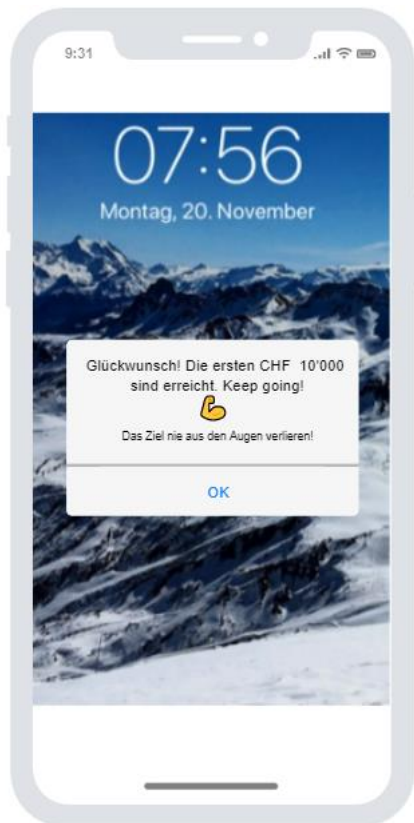 9:31
07:56
Montag, 20. November
Glückwunsch! Die ersten CHF 10'000
sind erreicht. Keep going!
Das Ziel nie aus den Augen verlieren!
OK